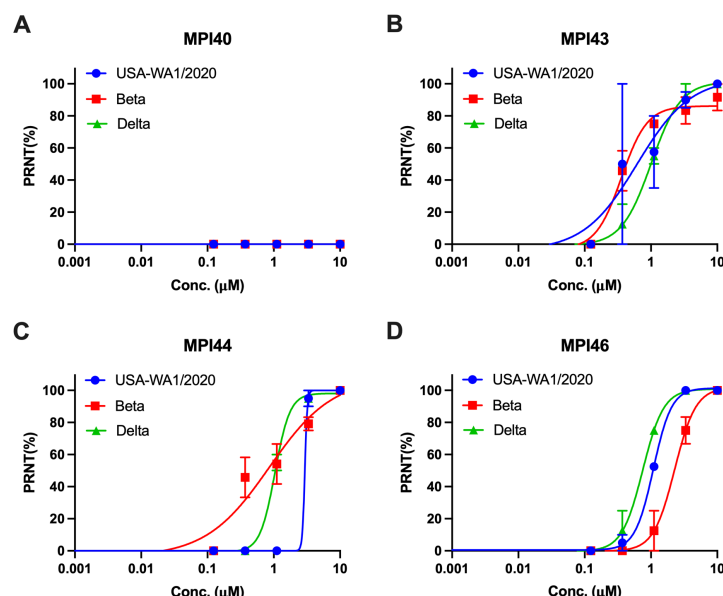 A
MPI40
USA-WA1/2020
Beta
Delta
PRNT(%)
100
80
60
40
20
0
0.001
0.01
0.1
1
10
Conc. (μM)
B
MPI43
USA-WA1/2020
Beta
Delta
PRNT(%)
100
80
60
40
20
0
0.001
0.01
0.1
1
10
Conc. (μM)
C
MPI44
USA-WA1/2020
Beta
Delta
PRNT(%)
100
80
60
40
20
0
0.001
0.01
0.1
1
10
Conc. (μM)
D
MPI46
USA-WA1/2020
Beta
Delta
PRNT(%)
100
80
60
40
20
0
0.001
0.01
0.1
1
10
Conc. (μM)